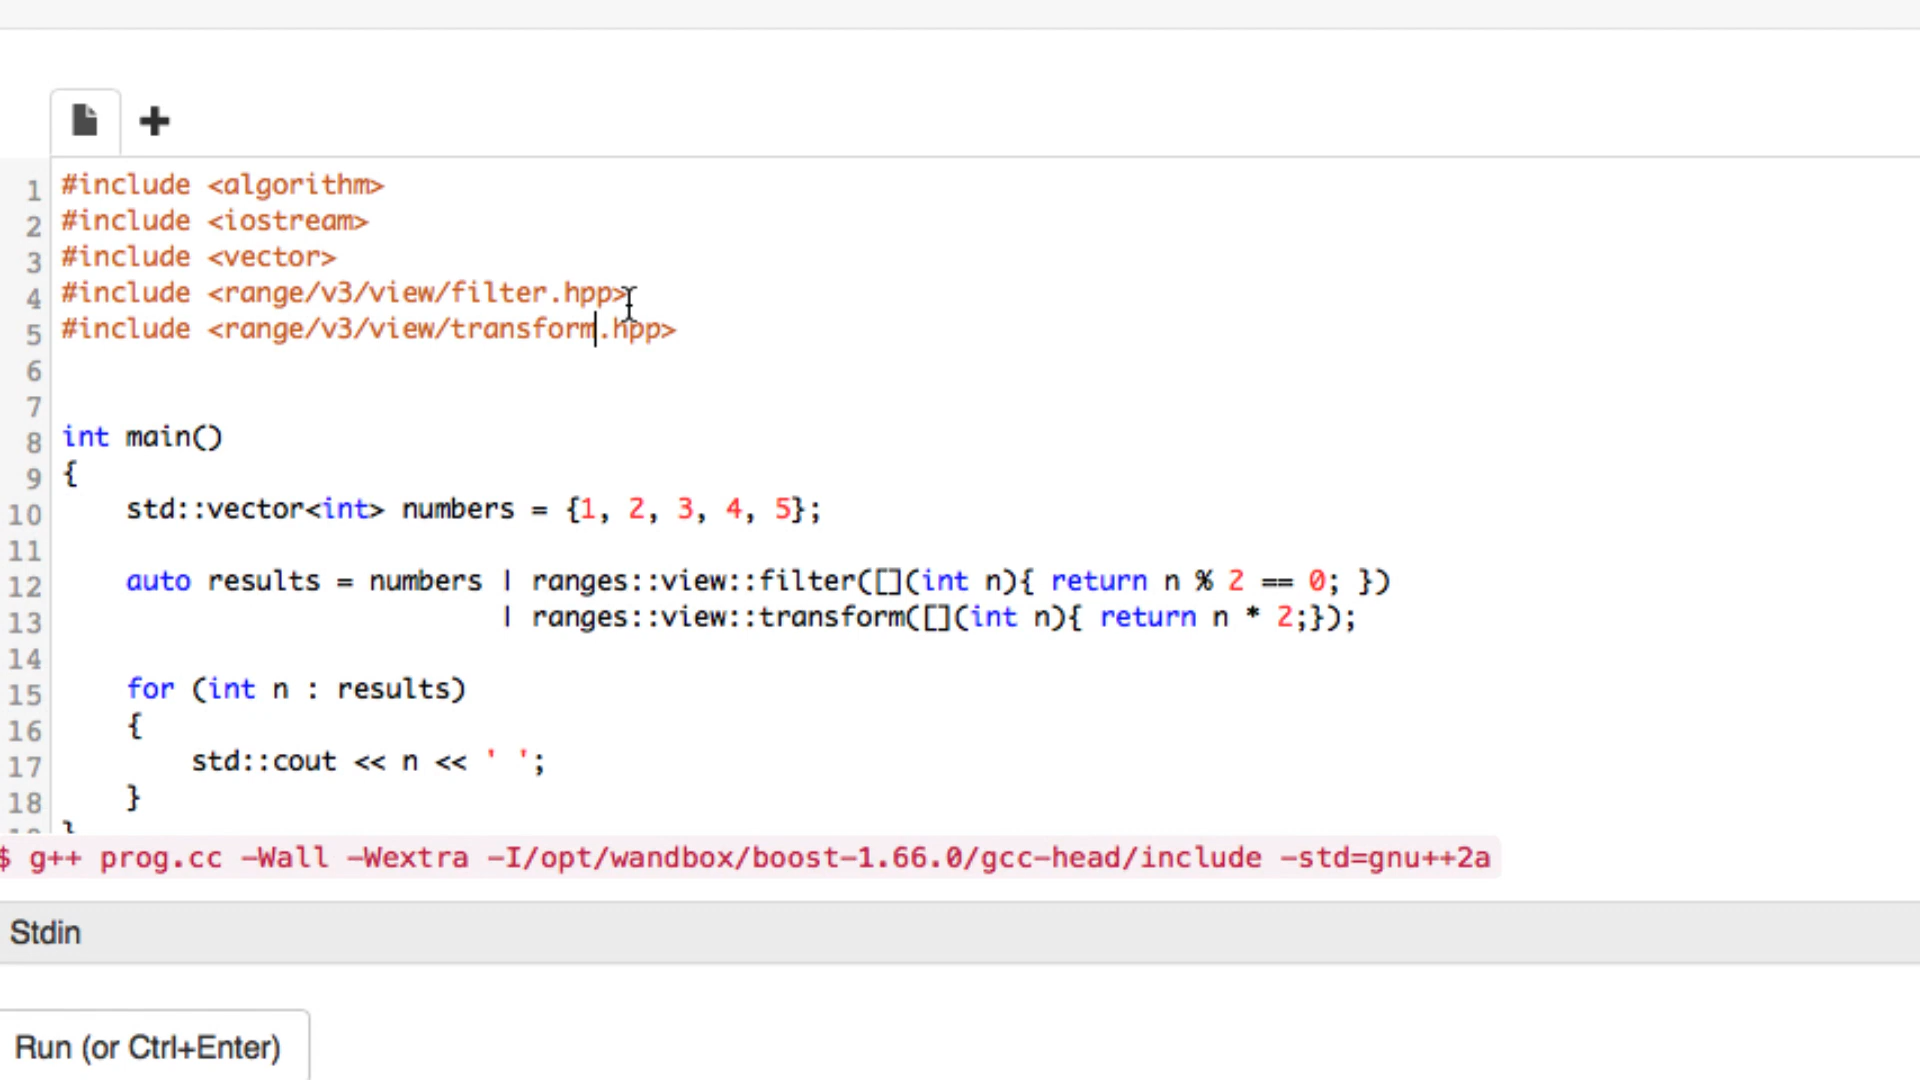 1 #include <algorithm>
2 #include <iostream>
3 #include <vector>
4 #include <range/v3/view/filter.hpp>
5 #include <range/v3/view/transform.hpp>
6
7
8 int main()
9 {
10     std::vector<int> numbers = {1, 2, 3, 4, 5};
11
12     auto results = numbers | ranges::view::filter([](int n){ return n % 2 == 0; })
13                            | ranges::view::transform([](int n){ return n * 2;});
14
15     for (int n : results)
16     {
17         std::cout << n << ' ';
18     }
}
$ g++ prog.cc -Wall -Wextra -I/opt/wandbox/boost-1.66.0/gcc-head/include -std=gnu++2a
Stdin
Run (or Ctrl+Enter)